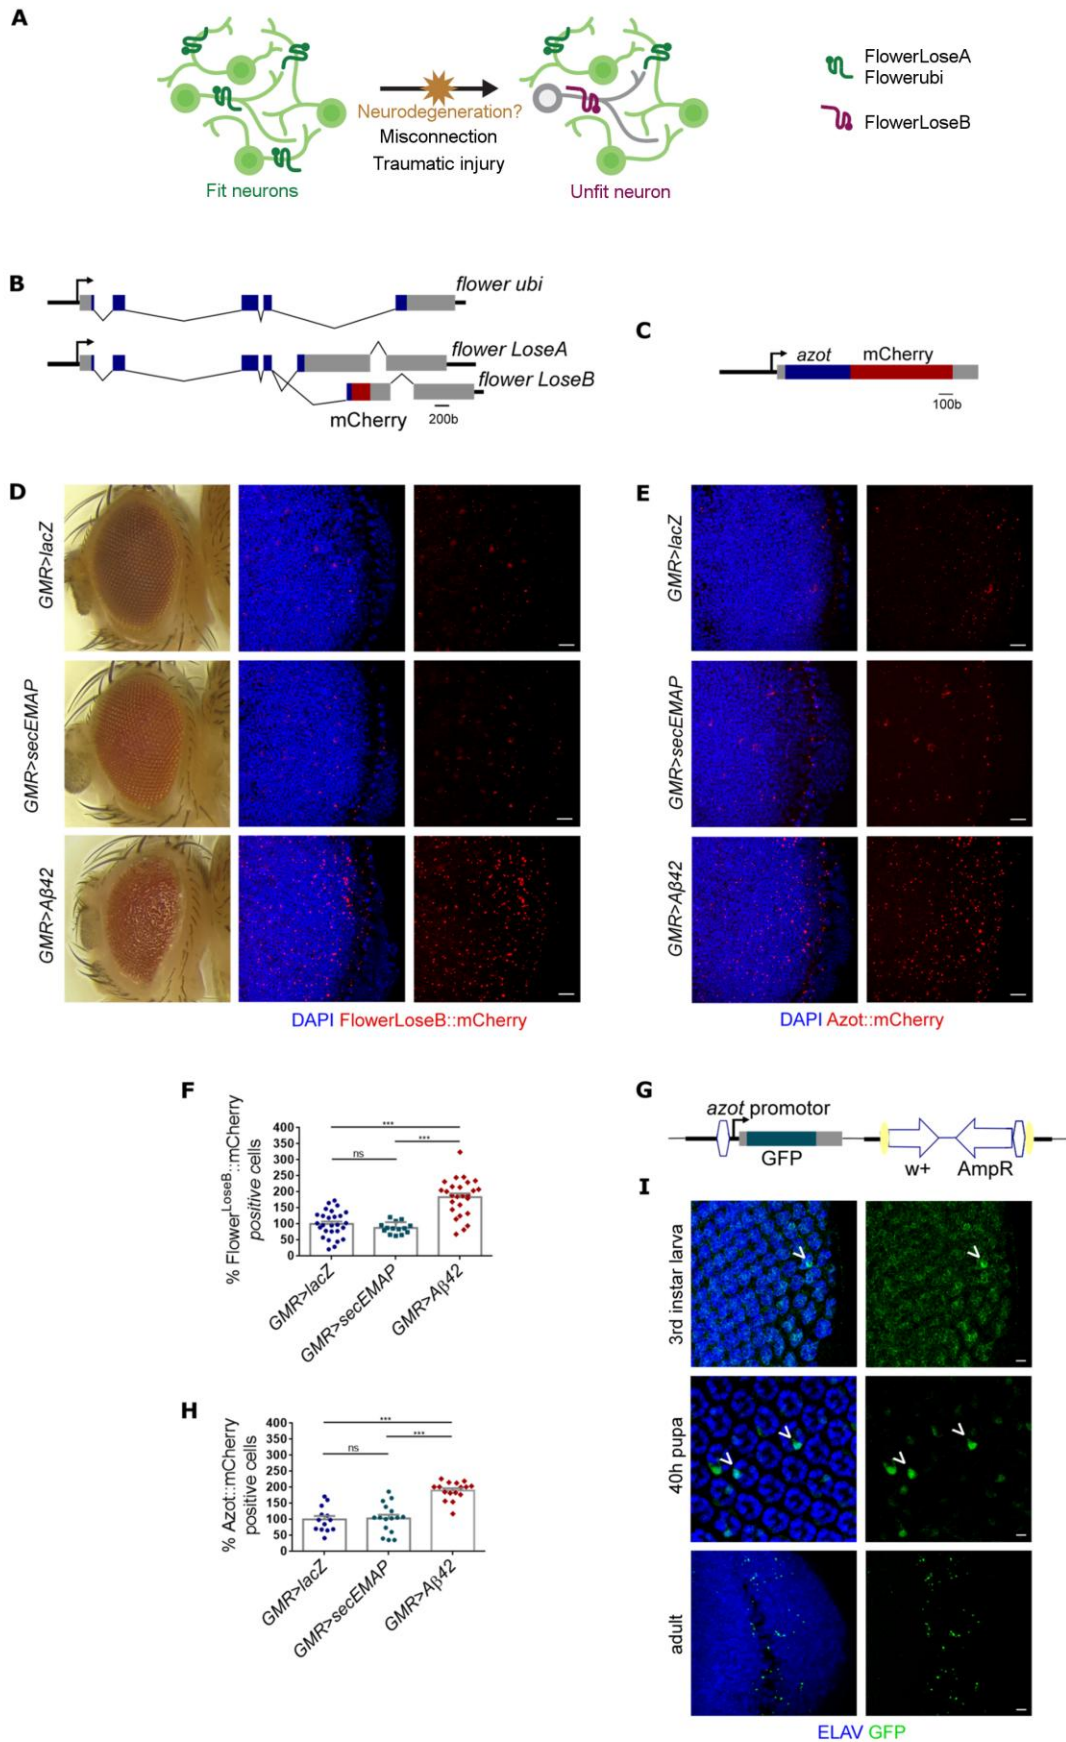 A
FlowerLoseA
Flowerubi
FlowerLoseB
Neurodegeneration?
Misconnection
Traumatic injury
Fit neurons
Unfit neuron
B
flower ubi
flower LoseA
flower LoseB
mCherry
200b
C
azot
mCherry
100b
D
GMR>lacZ
GMR>secEMAP
GMR>Aβ42
DAPI FlowerLoseB::mCherry
E
GMR>lacZ
GMR>secEMAP
GMR>Aβ42
DAPI Azot::mCherry
F
% FlowerLoseB::mCherry
positive cells
400
350
300
250
200
150
100
50
0
***
***
ns
GMR>lacZ
GMR>secEMAP
GMR>Aβ42
G
azot promotor
GFP
w+
AmpR
H
% Azot::mCherry
positive cells
400
350
300
250
200
150
100
50
0
***
***
ns
GMR>lacZ
GMR>secEMAP
GMR>Aβ42
I
3rd instar larva
40h pupa
adult
ELAV GFP